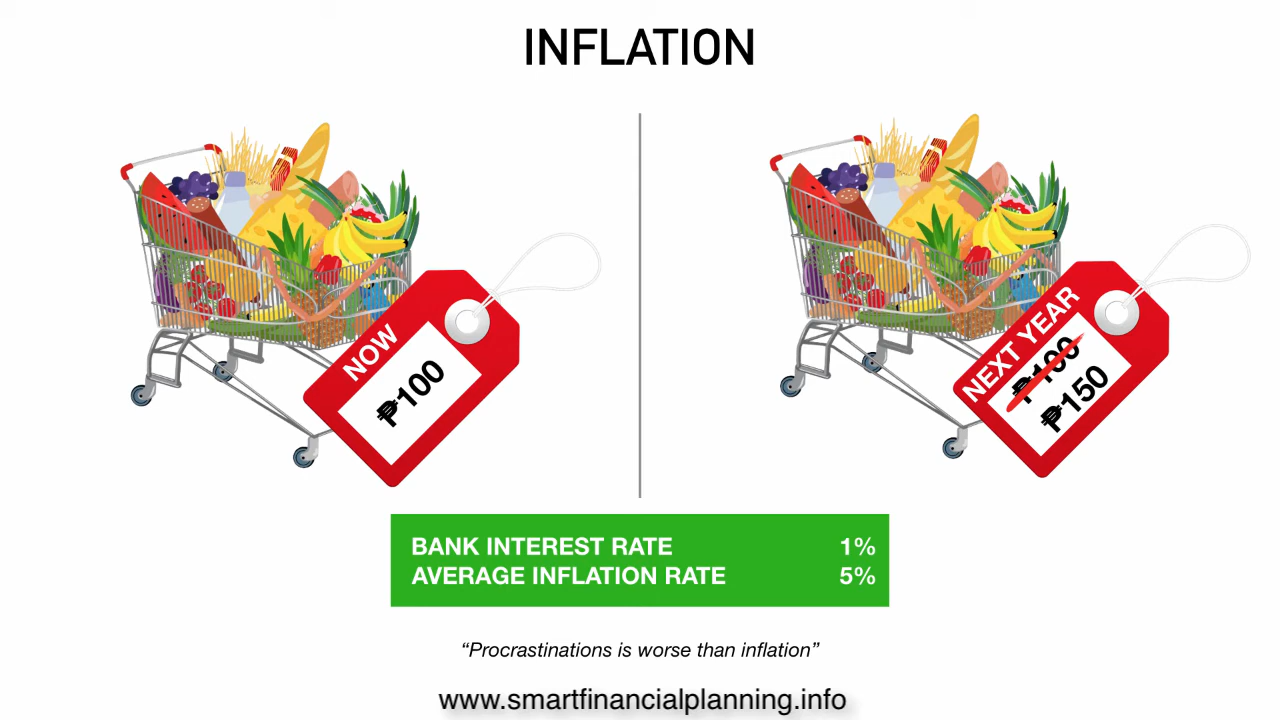 INFLATION
NOW
₱100
NEXT YEAR
₱100
₱150
BANK INTEREST RATE 1%
AVERAGE INFLATION RATE 5%
“Procrastinations is worse than inflation”
www.smartfinancialplanning.info